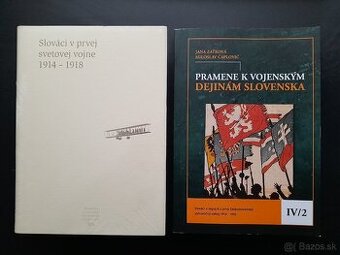 Slováci v prvej
svetovej vojne
1914 – 1918
JANA ZAŤKOVÁ
MIROSLAV ČAPLOVIČ
PRAMENE K VOJENSKÝM
DEJINÁM SLOVENSKA
IV/2
Bazos.sk